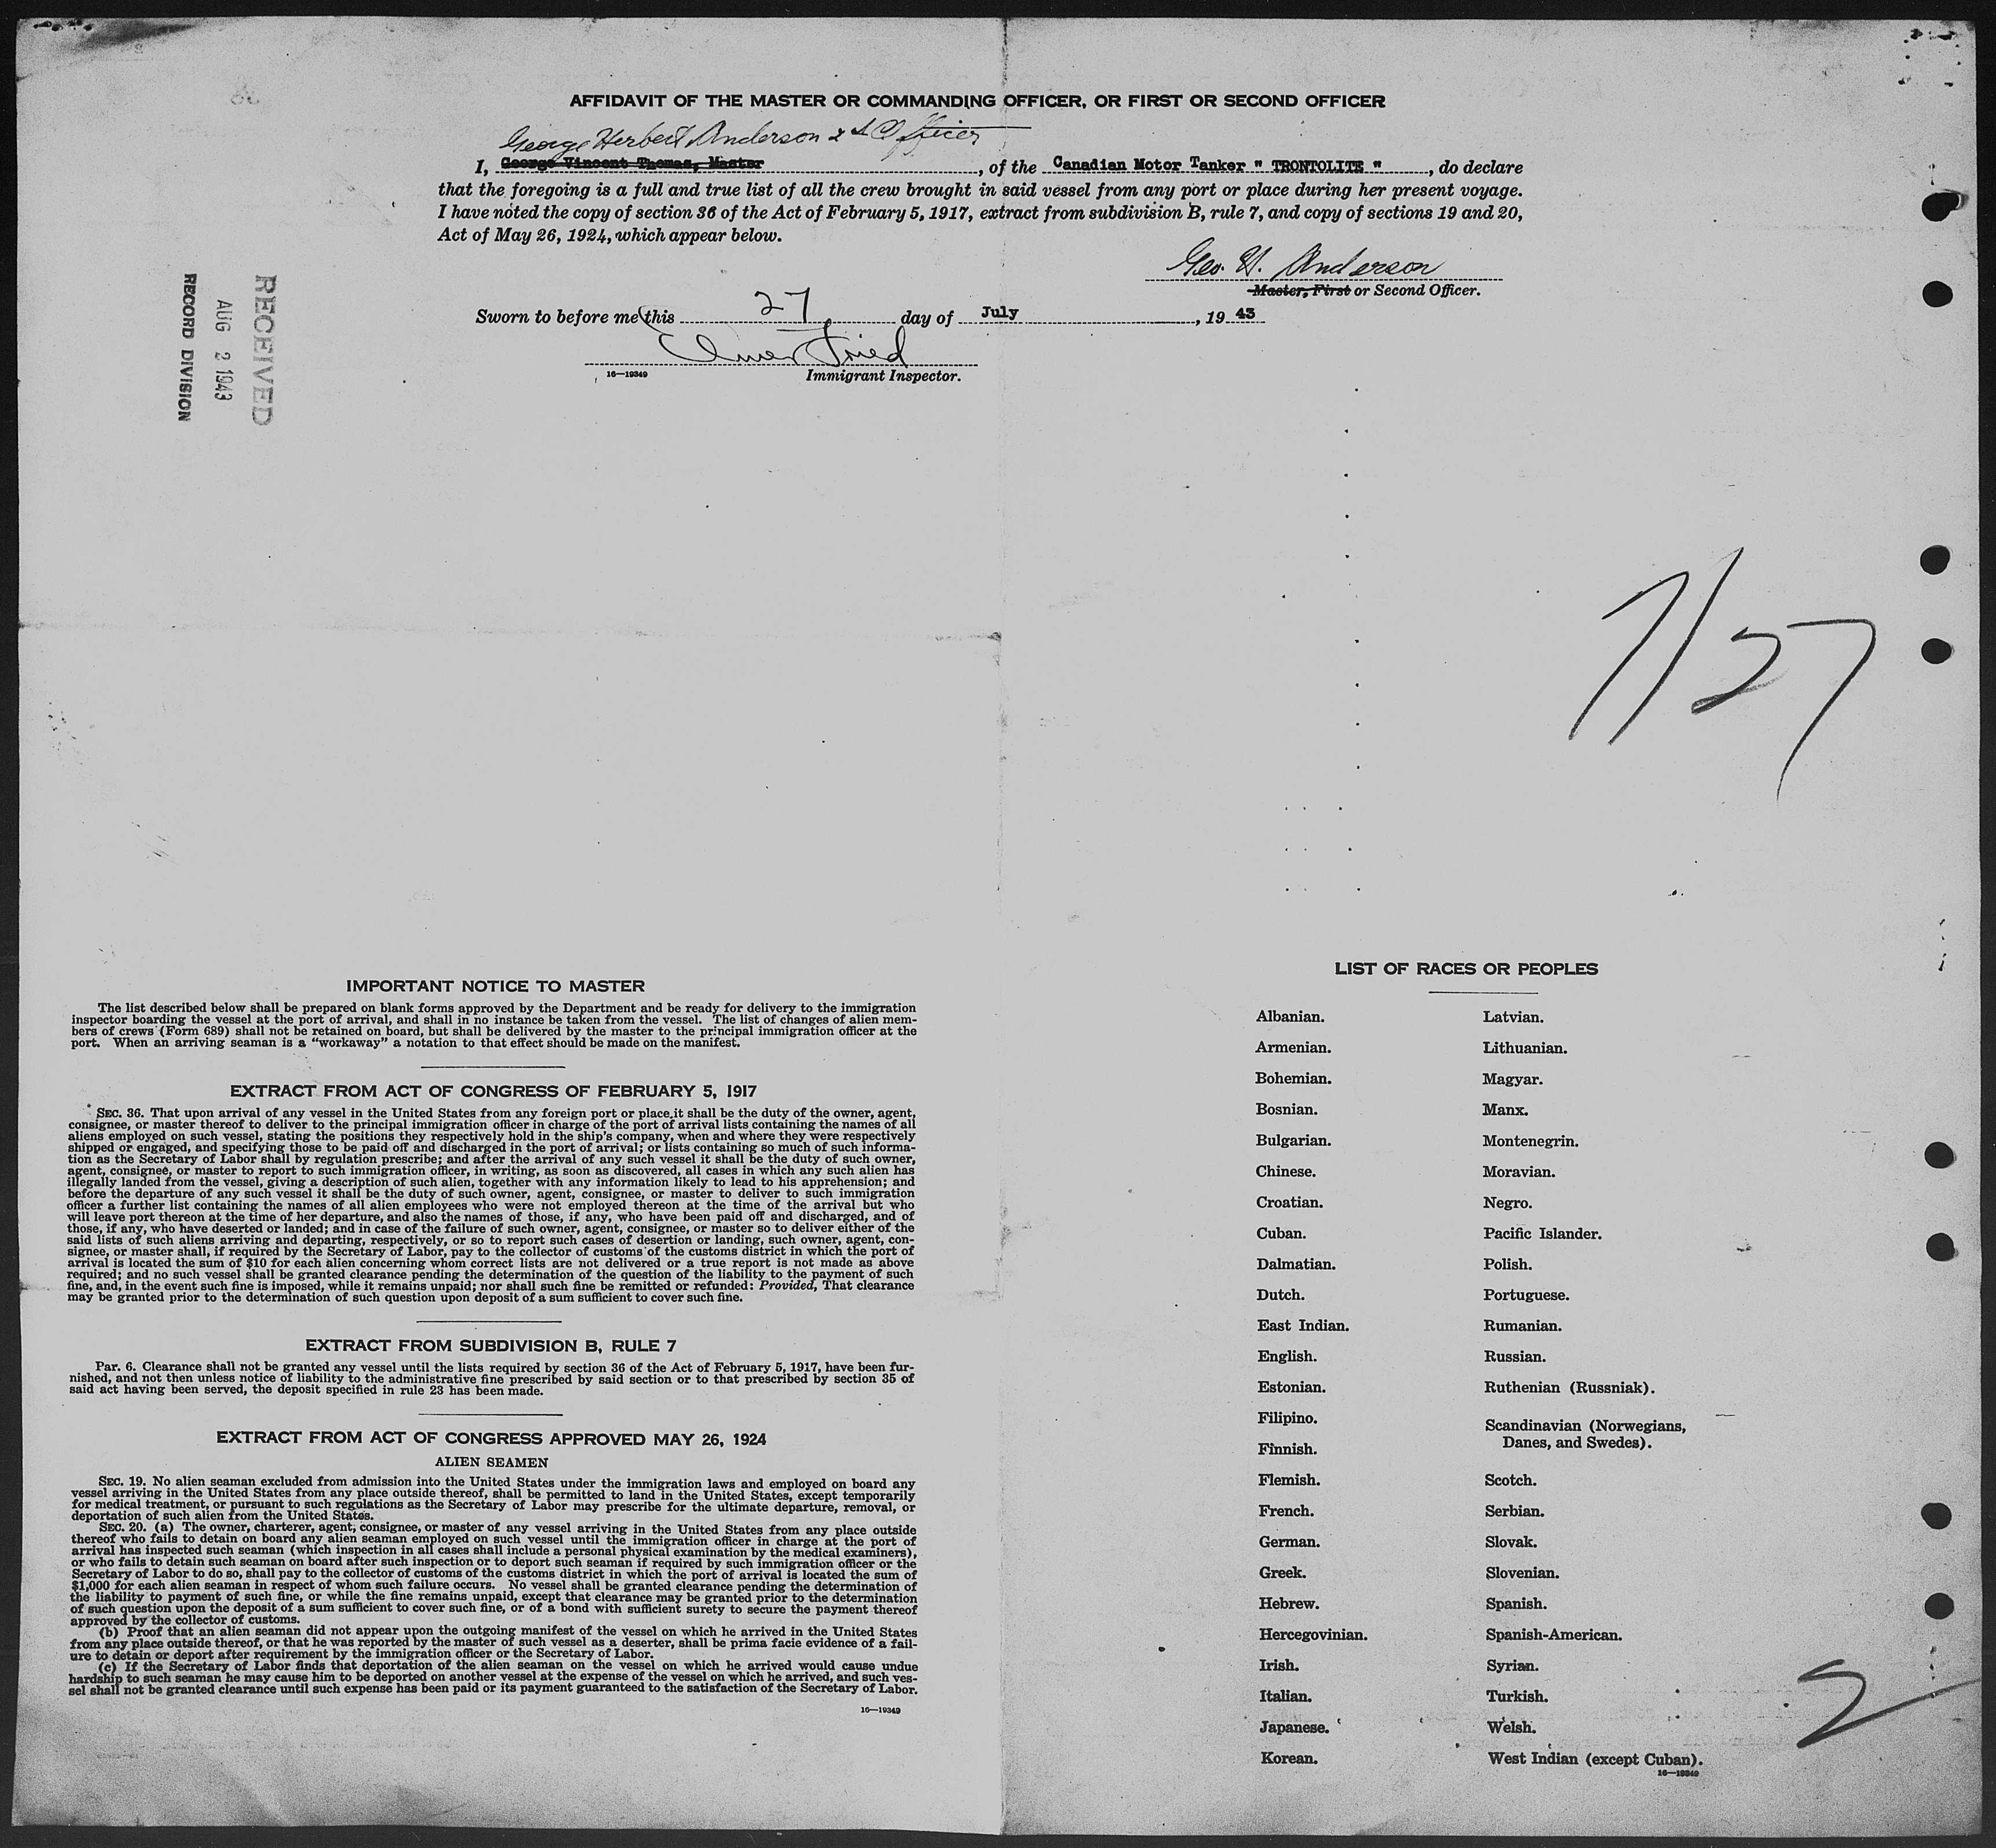 AFFIDAVIT OF THE MASTER OR COMMANDING OFFICER, OR FIRST OR SECOND OFFICER
George Herbert Anderson 2d Officer
I, George Vincent Thomas, Master, of the Canadian Motor Tanker " TRONTOLITE ", do declare
that the foregoing is a full and true list of all the crew brought in said vessel from any port or place during her present voyage.
I have noted the copy of section 36 of the Act of February 5, 1917, extract from subdivision B, rule 7, and copy of sections 19 and 20,
Act of May 26, 1924, which appear below.
Geo. H. Anderson
Master, First or Second Officer.
Sworn to before me this 27 day of July, 1943
Fried
16—19349 Immigrant Inspector.
RECEIVED
AUG 2 1943
RECORD DIVISION
7/27
IMPORTANT NOTICE TO MASTER
The list described below shall be prepared on blank forms approved by the Department and be ready for delivery to the immigration
inspector boarding the vessel at the port of arrival, and shall in no instance be taken from the vessel. The list of changes of alien mem-
bers of crews (Form 689) shall not be retained on board, but shall be delivered by the master to the principal immigration officer at the
port. When an arriving seaman is a "workaway" a notation to that effect should be made on the manifest.
EXTRACT FROM ACT OF CONGRESS OF FEBRUARY 5, 1917
SEC. 36. That upon arrival of any vessel in the United States from any foreign port or place it shall be the duty of the owner, agent,
consignee, or master thereof to deliver to the principal immigration officer in charge of the port of arrival lists containing the names of all
aliens employed on such vessel, stating the positions they respectively hold in the ship's company, when and where they were respectively
shipped or engaged, and specifying those to be paid off and discharged in the port of arrival; or lists containing so much of such informa-
tion as the Secretary of Labor shall by regulation prescribe; and after the arrival of any such vessel it shall be the duty of such owner,
agent, consignee, or master to report to such immigration officer, in writing, as soon as discovered, all cases in which any such alien has
illegally landed from the vessel, giving a description of such alien, together with any information likely to lead to his apprehension; and
before the departure of any such vessel it shall be the duty of such owner, agent, consignee, or master to deliver to such immigration
officer a further list containing the names of all alien employees who were not employed thereon at the time of the arrival but who
will leave port thereon at the time of her departure, and also the names of those, if any, who have been paid off and discharged, and of
those, if any, who have deserted or landed; and in case of the failure of such owner, agent, consignee, or master so to deliver either of the
said lists of such aliens arriving and departing, respectively, or so to report such cases of desertion or landing, such owner, agent, con-
signee, or master shall, if required by the Secretary of Labor, pay to the collector of customs of the customs district in which the port of
arrival is located the sum of $10 for each alien concerning whom correct lists are not delivered or a true report is not made as above
required; and no such vessel shall be granted clearance pending the determination of the question of the liability to the payment of such
fine, and, in the event such fine is imposed, while it remains unpaid; nor shall such fine be remitted or refunded: Provided, That clearance
may be granted prior to the determination of such question upon deposit of a sum sufficient to cover such fine.
EXTRACT FROM SUBDIVISION B, RULE 7
Par. 6. Clearance shall not be granted any vessel until the lists required by section 36 of the Act of February 5, 1917, have been fur-
nished, and not then unless notice of liability to the administrative fine prescribed by said section or to that prescribed by section 35 of
said act having been served, the deposit specified in rule 23 has been made.
EXTRACT FROM ACT OF CONGRESS APPROVED MAY 26, 1924
ALIEN SEAMEN
SEC. 19. No alien seaman excluded from admission into the United States under the immigration laws and employed on board any
vessel arriving in the United States from any place outside thereof, shall be permitted to land in the United States, except temporarily
for medical treatment, or pursuant to such regulations as the Secretary of Labor may prescribe for the ultimate departure, removal, or
deportation of such alien from the United States.
SEC. 20. (a) The owner, charterer, agent, consignee, or master of any vessel arriving in the United States from any place outside
thereof who fails to detain on board any alien seaman employed on such vessel until the immigration officer in charge at the port of
arrival has inspected such seaman (which inspection in all cases shall include a personal physical examination by the medical examiners),
or who fails to detain such seaman on board after such inspection or to deport such seaman if required by such immigration officer or the
Secretary of Labor to do so, shall pay to the collector of customs of the customs district in which the port of arrival is located the sum of
$1,000 for each alien seaman in respect of whom such failure occurs. No vessel shall be granted clearance pending the determination of
the liability to payment of such fine, or while the fine remains unpaid, except that clearance may be granted prior to the determination
of such question upon the deposit of a sum sufficient to cover such fine, or of a bond with sufficient surety to secure the payment thereof
approved by the collector of customs.
(b) Proof that an alien seaman did not appear upon the outgoing manifest of the vessel on which he arrived in the United States
from any place outside thereof, or that he was reported by the master of such vessel as a deserter, shall be prima facie evidence of a fail-
ure to detain or deport after requirement by the immigration officer or the Secretary of Labor.
(c) If the Secretary of Labor finds that deportation of the alien seaman on the vessel on which he arrived would cause undue
hardship to such seaman he may cause him to be deported on another vessel at the expense of the vessel on which he arrived, and such ves-
sel shall not be granted clearance until such expense has been paid or its payment guaranteed to the satisfaction of the Secretary of Labor.
16—19349
LIST OF RACES OR PEOPLES
Albanian.
Armenian.
Bohemian.
Bosnian.
Bulgarian.
Chinese.
Croatian.
Cuban.
Dalmatian.
Dutch.
East Indian.
English.
Estonian.
Filipino.
Finnish.
Flemish.
French.
German.
Greek.
Hebrew.
Hercegovinian.
Irish.
Italian.
Japanese.
Korean.
Latvian.
Lithuanian.
Magyar.
Manx.
Montenegrin.
Moravian.
Negro.
Pacific Islander.
Polish.
Portuguese.
Rumanian.
Russian.
Ruthenian (Russniak).
Scandinavian (Norwegians,
Danes, and Swedes).
Scotch.
Serbian.
Slovak.
Slovenian.
Spanish.
Spanish-American.
Syrian.
Turkish.
Welsh.
West Indian (except Cuban).
16—19349
2